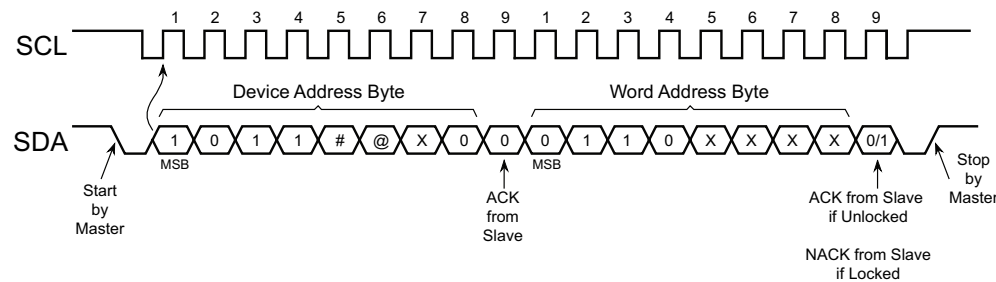 1 2 3 4 5 6 7 8 9 1 2 3 4 5 6 7 8 9
SCL
Device Address Byte
Word Address Byte
SDA
1 0 1 1 # @ X 0 0 0 1 1 0 X X X X 0/1
MSB
MSB
Start
by
Master
ACK
from
Slave
ACK from Slave
if Unlocked
NACK from Slave
if Locked
Stop
by
Master